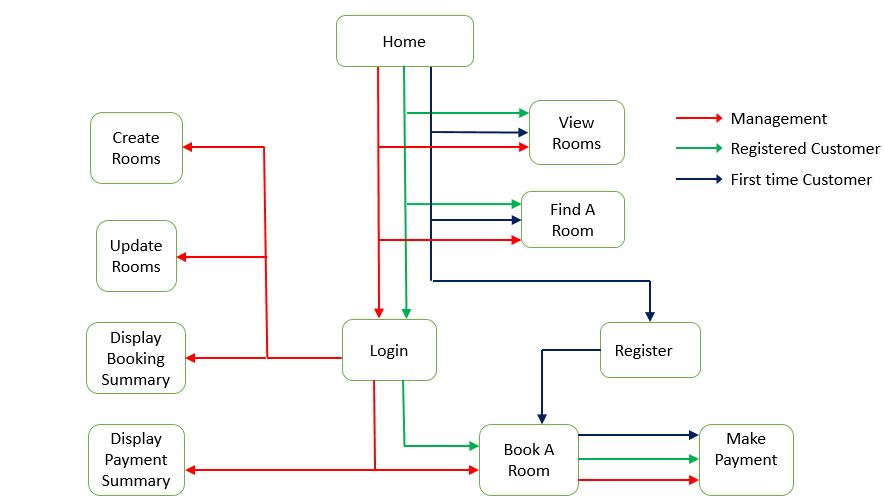 Home
View
Rooms
Management
Registered Customer
First time Customer
Create
Rooms
Find A
Room
Update
Rooms
Display
Booking
Summary
Login
Register
Display
Payment
Summary
Book A
Room
Make
Payment